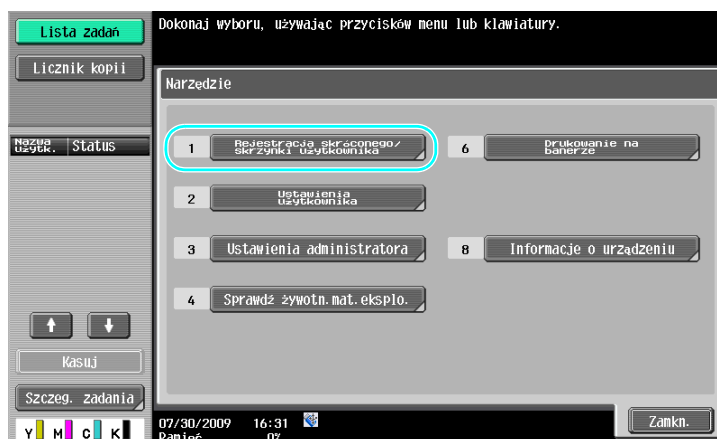 Lista zadań
Licznik kopii
Nazwa użytk.
Status
Kasuj
Szczeg. zadania
Y M C K
Dokonaj wyboru, używając przycisków menu lub klawiatury.
Narzędzie
1 Rejestracja skróconego/
skrzynki użytkownika
2 Ustawienia
użytkownika
3 Ustawienia administratora
4 Sprawdź żywotn.mat.eksplo.
6 Drukowanie na
banerze
8 Informacje o urządzeniu
07/30/2009 16:31
Pamięć 0%
Zamkn.